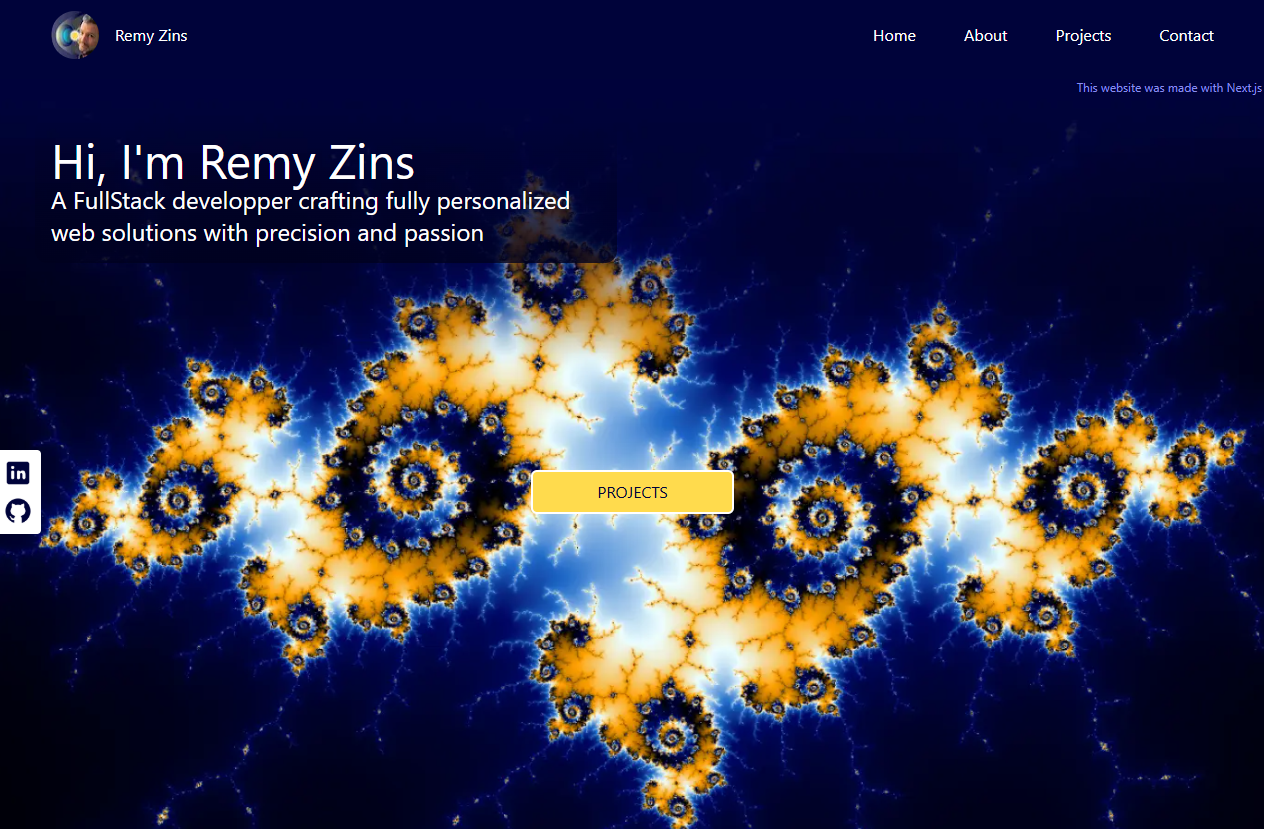 Remy Zins
Home
About
Projects
Contact
This website was made with Next.js
Hi, I'm Remy Zins
A FullStack developper crafting fully personalized
web solutions with precision and passion
in
PROJECTS